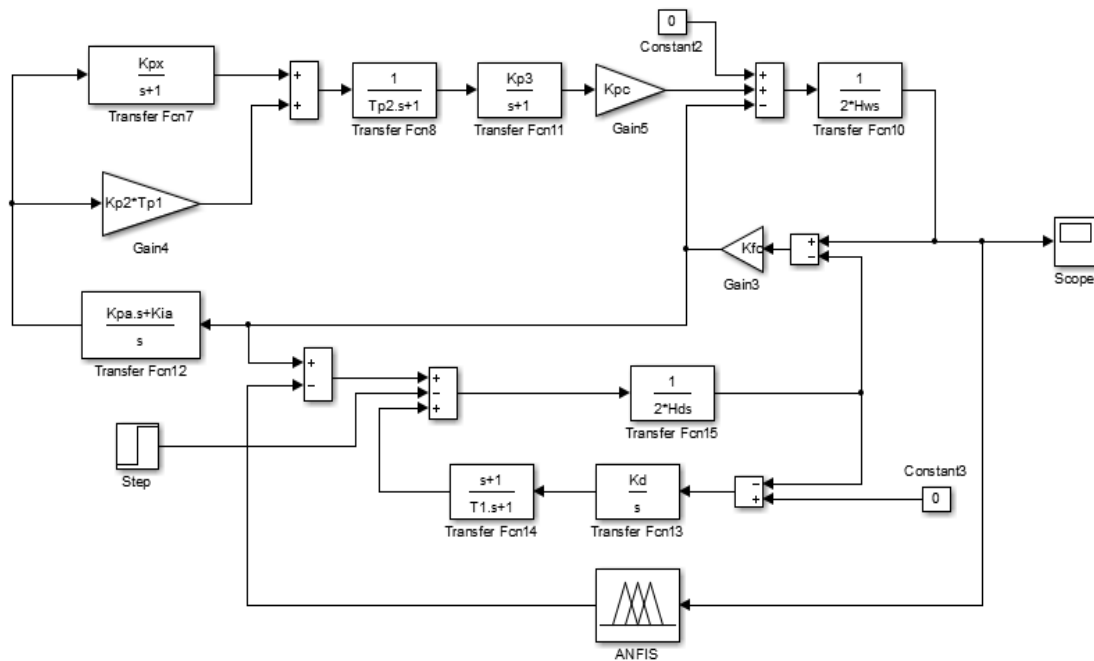 0
Constant2
Kpx
s+1
Transfer Fcn7
+
+
1
Tp2.s+1
Transfer Fcn8
Kp3
s+1
Transfer Fcn11
Kpc
Gain5
+
+
−
1
2*Hws
Transfer Fcn10
Kp2*Tp1
Gain4
Kfc
Gain3
+
−
Scope
Kpa.s+Kia
s
Transfer Fcn12
+
−
+
−
+
1
2*Hds
Transfer Fcn15
Step
s+1
T1.s+1
Transfer Fcn14
Kd
s
Transfer Fcn13
−
+
Constant3
0
ANFIS